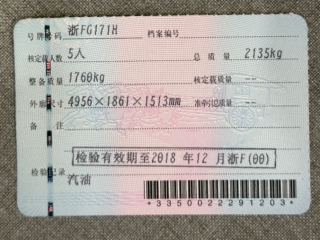 号牌号码 浙FG171H 档案编号
核定载人数 5人 总质量 2135kg
整备质量 1760kg 核定载质量 --
外廓尺寸 4956×1861×1513mm 准牵引总质量 --
备注
检验有效期至2018年12月浙F(00)
检验记录
汽油
*3350022291203*